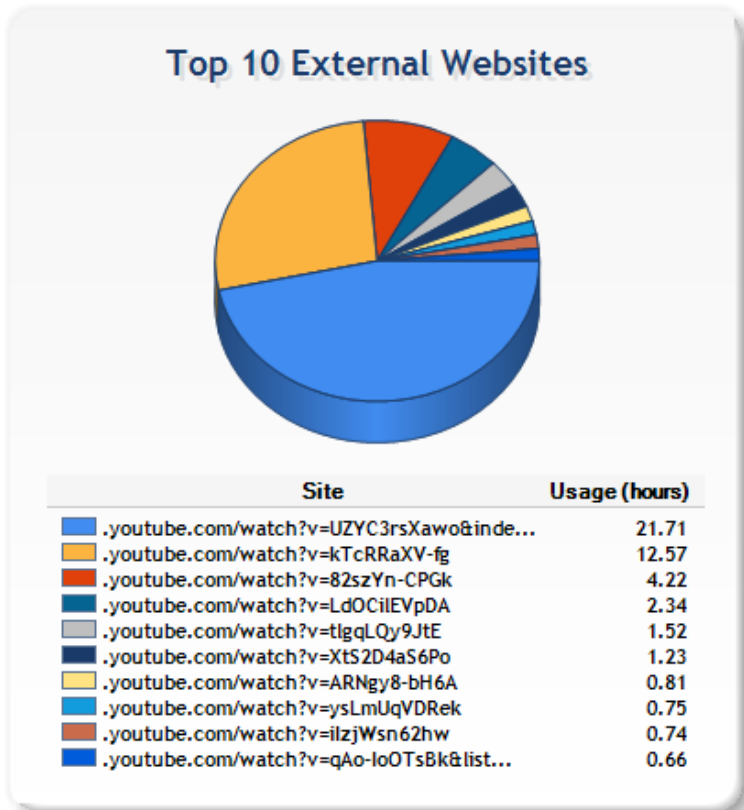 Top 10 External Websites
Site Usage (hours)
.youtube.com/watch?v=UZYC3rsXawo&inde... 21.71
.youtube.com/watch?v=kTcRRaXV-fg 12.57
.youtube.com/watch?v=82szYn-CPGk 4.22
.youtube.com/watch?v=LdOCilEVpDA 2.34
.youtube.com/watch?v=tlgqLQy9JtE 1.52
.youtube.com/watch?v=XtS2D4aS6Po 1.23
.youtube.com/watch?v=ARNgy8-bH6A 0.81
.youtube.com/watch?v=ysLmUqVDRek 0.75
.youtube.com/watch?v=ilzjWsn62hw 0.74
.youtube.com/watch?v=qAo-IoOTsBk&list... 0.66